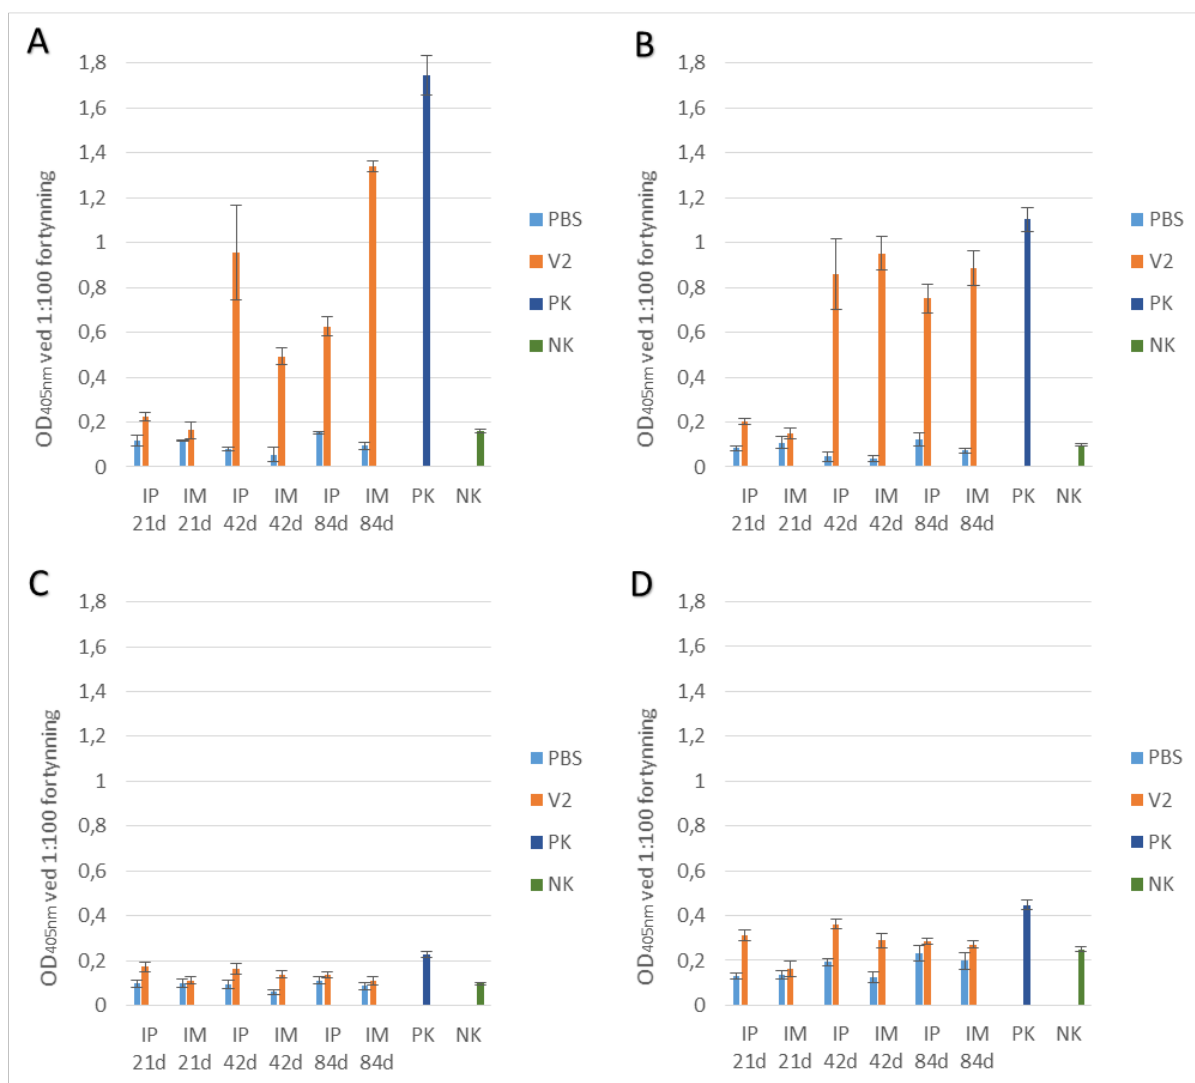 A
OD405nm ved 1:100 fortynning
1,8
1,6
1,4
1,2
1
0,8
0,6
0,4
0,2
0
IP IM IP IM IP IM PK NK
21d 21d 42d 42d 84d 84d
PBS
V2
PK
NK
B
OD405nm ved 1:100 fortynning
1,8
1,6
1,4
1,2
1
0,8
0,6
0,4
0,2
0
IP IM IP IM IP IM PK NK
21d 21d 42d 42d 84d 84d
PBS
V2
PK
NK
C
OD405nm ved 1:100 fortynning
1,8
1,6
1,4
1,2
1
0,8
0,6
0,4
0,2
0
IP IM IP IM IP IM PK NK
21d 21d 42d 42d 84d 84d
PBS
V2
PK
NK
D
OD405nm ved 1:100 fortynning
1,8
1,6
1,4
1,2
1
0,8
0,6
0,4
0,2
0
IP IM IP IM IP IM PK NK
21d 21d 42d 42d 84d 84d
PBS
V2
PK
NK